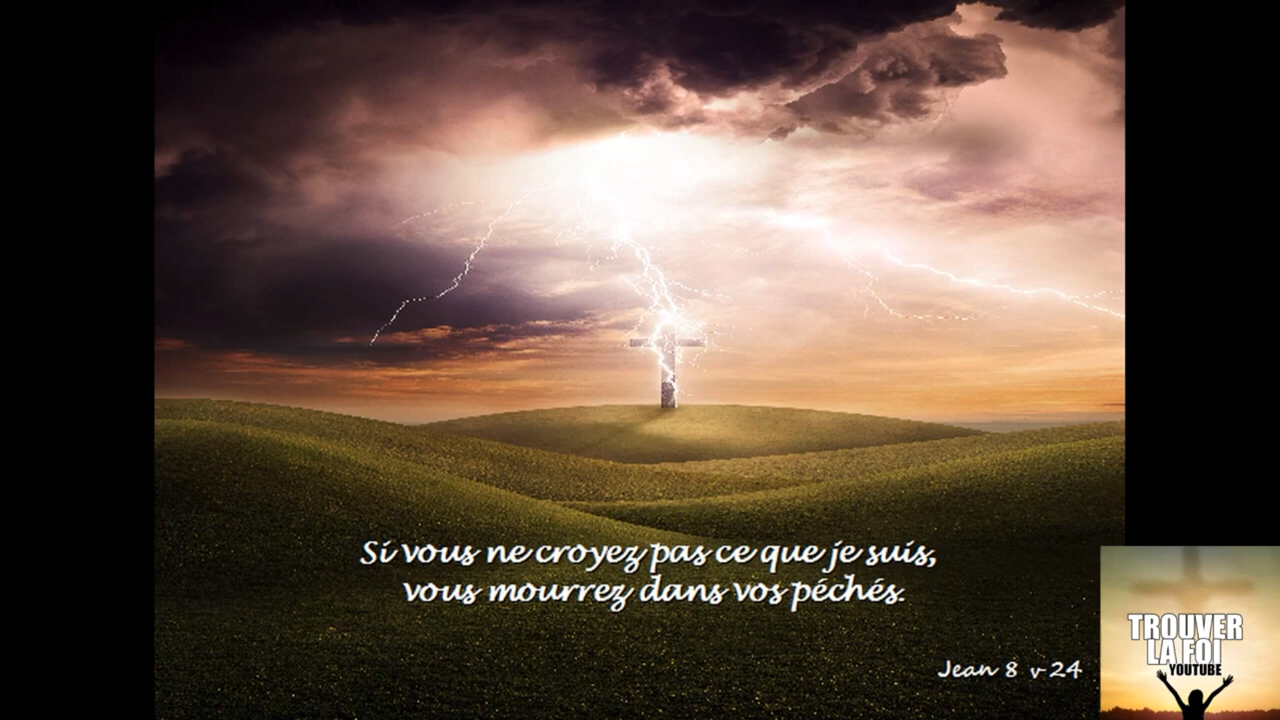 Si vous ne croyez pas ce que je suis,
vous mourrez dans vos péchés.
Jean 8 v 24
TROUVER
LA FOI
YOUTUBE